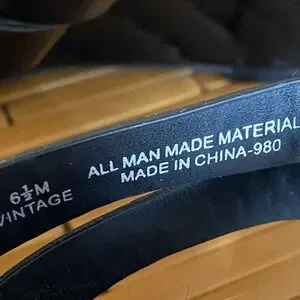 6½M
VINTAGE
ALL MAN MADE MATERIAL
MADE IN CHINA-980